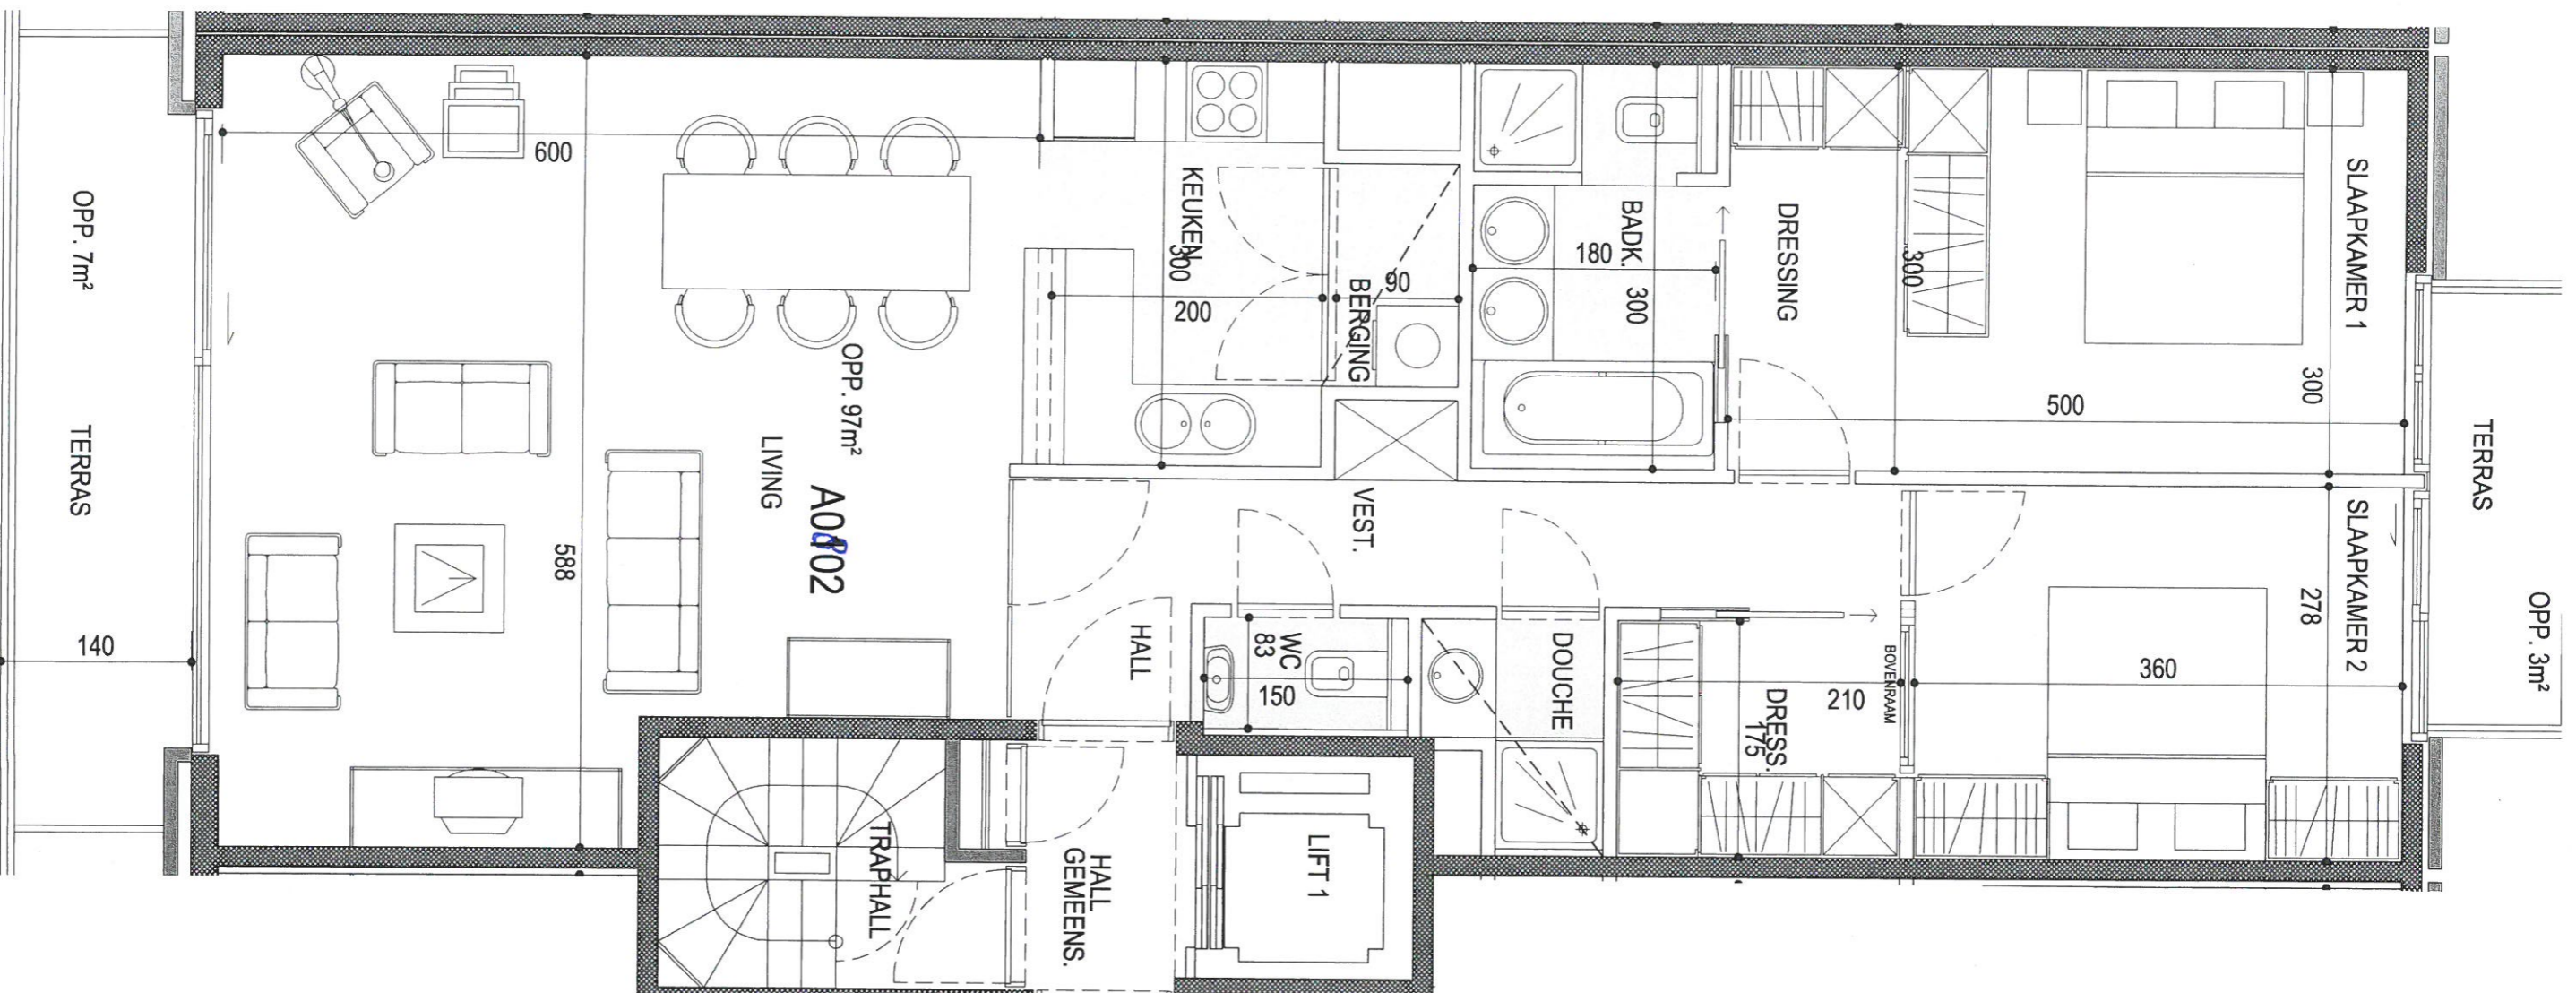 OPP. 7m²
TERRAS
140
600
588
OPP. 97m²
LIVING
KEUKEN
300
200
BERGING
90
BADK.
180
300
DRESSING
300
500
SLAAPKAMER 1
300
TERRAS
OPP. 3m²
VEST.
HALL
WC
83
150
DOUCHE
DRESS.
175
210
BOVENRAAM
360
SLAAPKAMER 2
278
TRAPHALL
HALL
GEMEENS.
LIFT 1